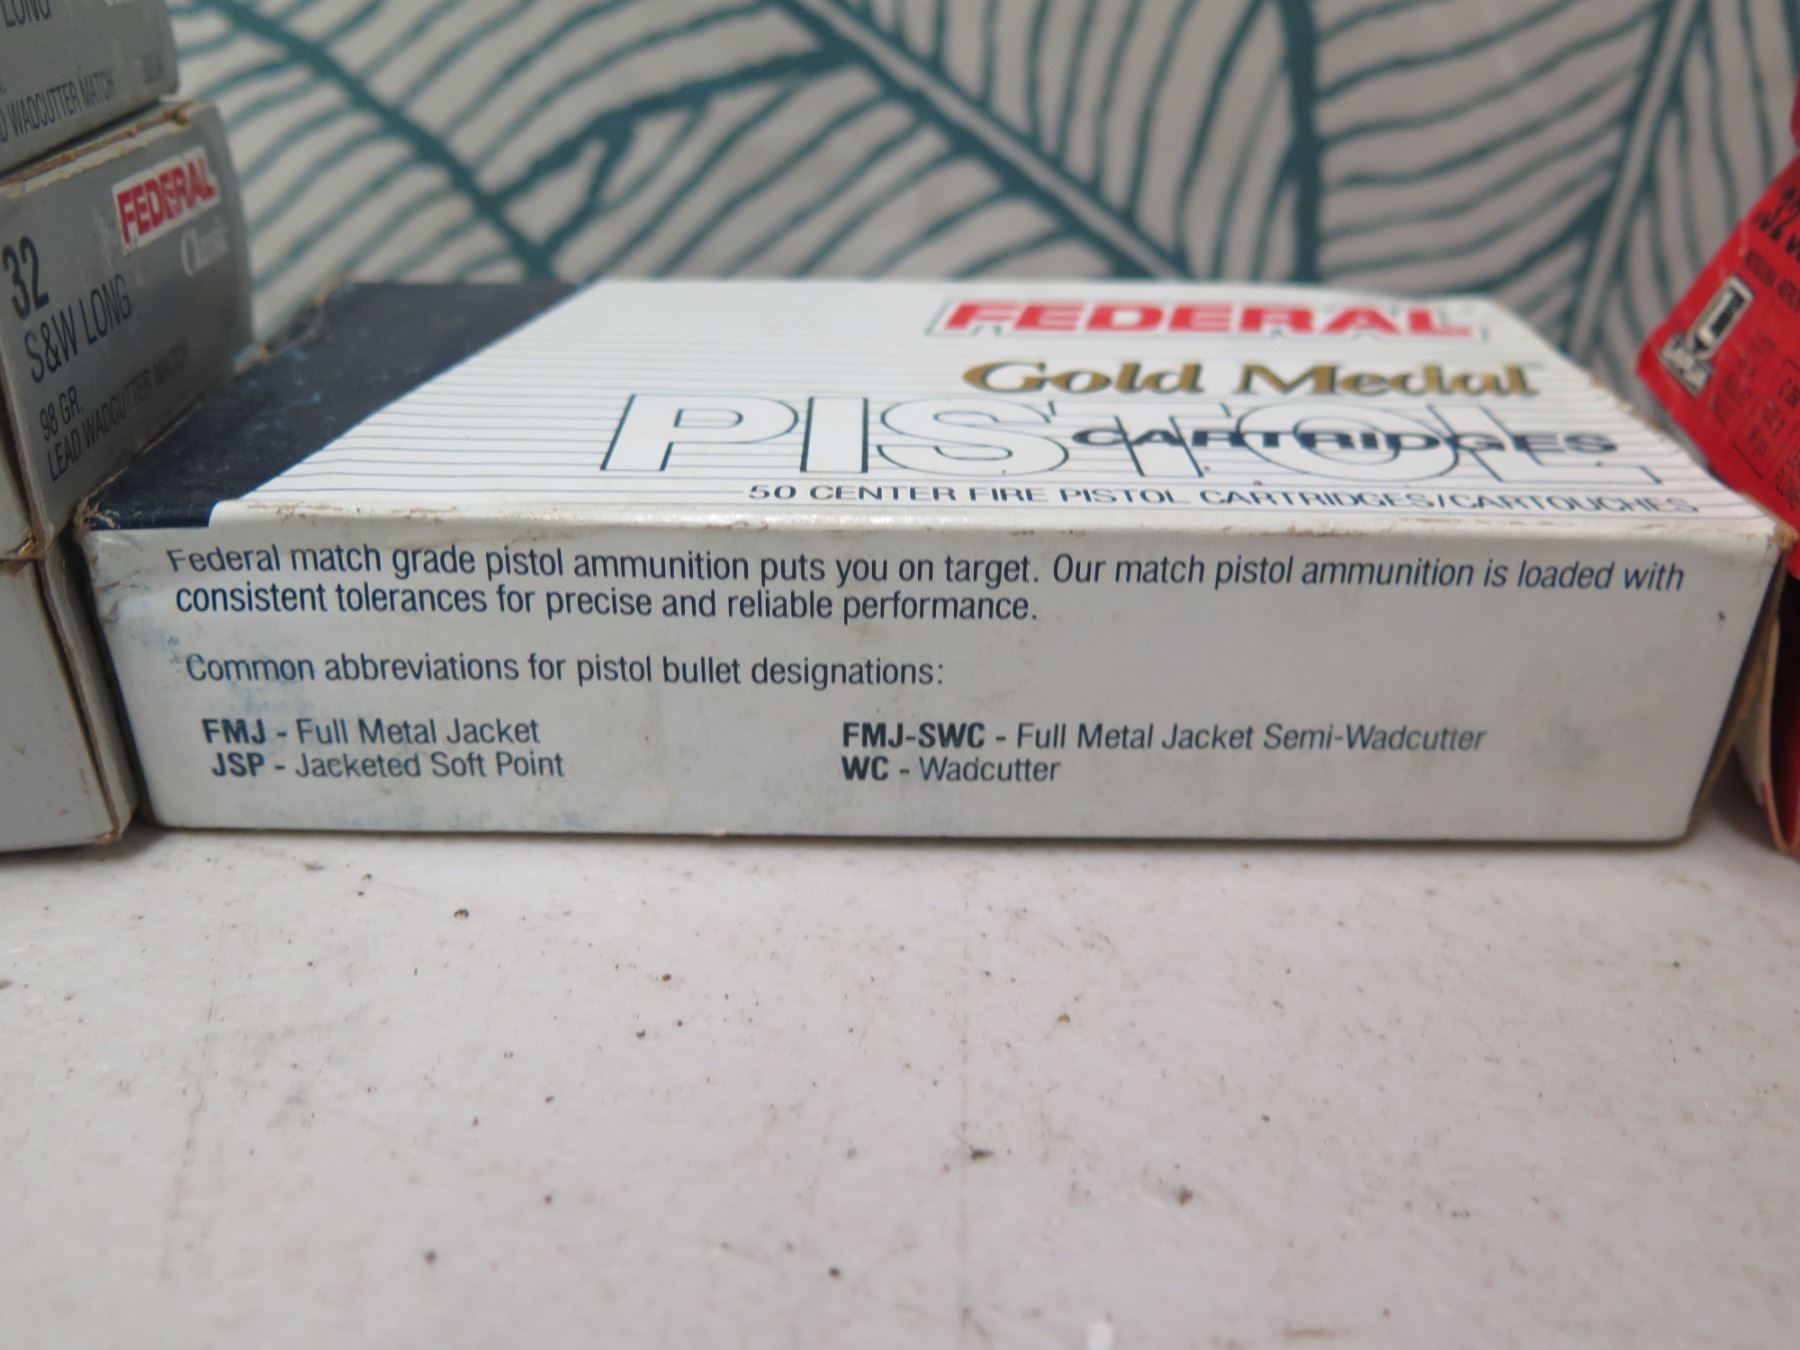 LONG
WADCUTTER MATCH
FEDERAL
Classic
32
S&W LONG
98 GR.
LEAD WADCUTTER MATCH
FEDERAL
Gold Medal
PISTOL
CARTRIDGES
50 CENTER FIRE PISTOL CARTRIDGES/CARTOUCHES
Federal match grade pistol ammunition puts you on target. Our match pistol ammunition is loaded with
consistent tolerances for precise and reliable performance.
Common abbreviations for pistol bullet designations:
FMJ - Full Metal Jacket
JSP - Jacketed Soft Point
FMJ-SWC - Full Metal Jacket Semi-Wadcutter
WC - Wadcutter
L
LAPUA